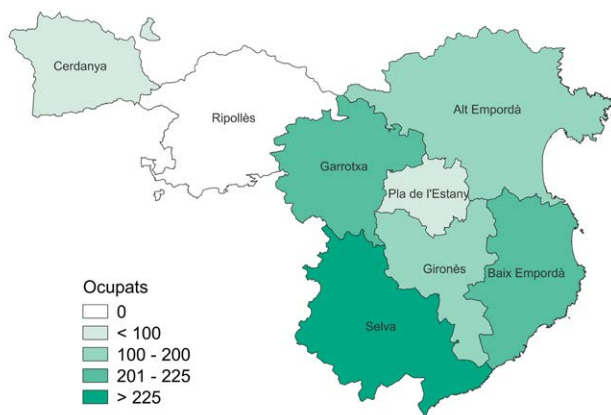 Cerdanya
Ripollès
Alt Empordà
Garrotxa
Pla de l'Estany
Gironès
Baix Empordà
Selva
Ocupats
0
< 100
100 - 200
201 - 225
> 225